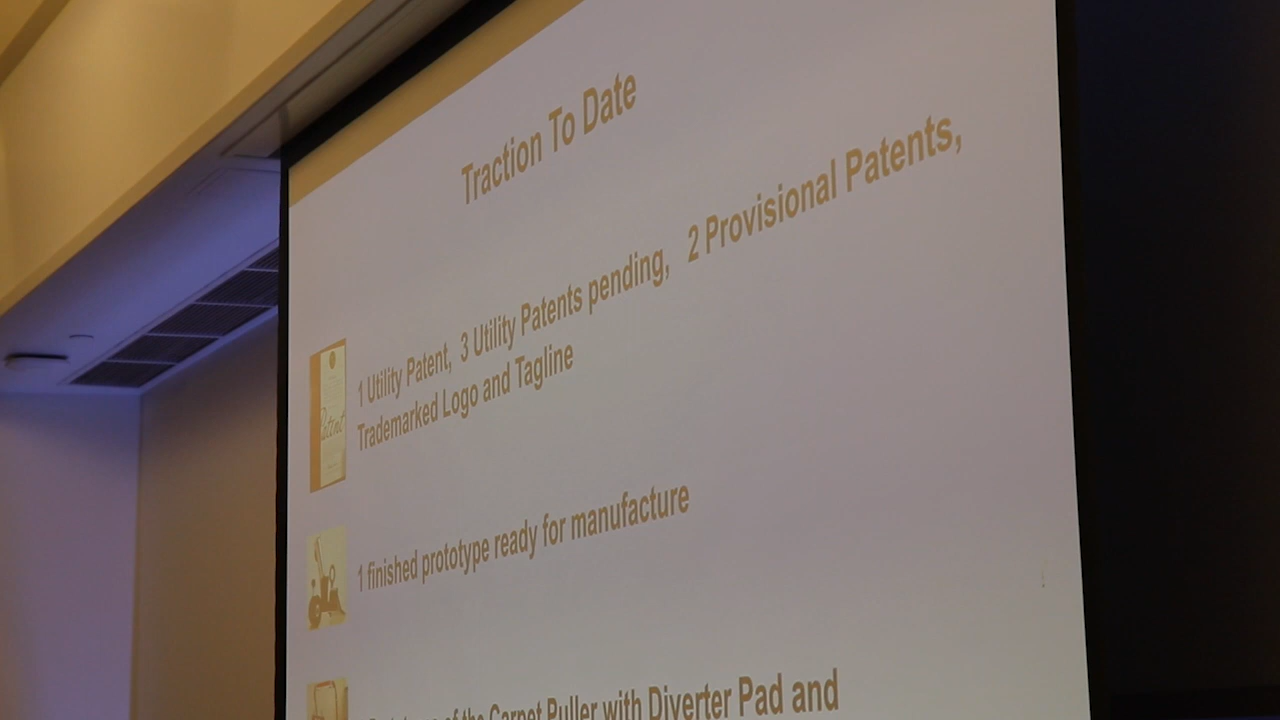 Traction To Date
1 Utility Patent, 3 Utility Patents pending, 2 Provisional Patents,
Trademarked Logo and Tagline
Patent
1 finished prototype ready for manufacture
of the Carpet Puller with Diverter Pad and